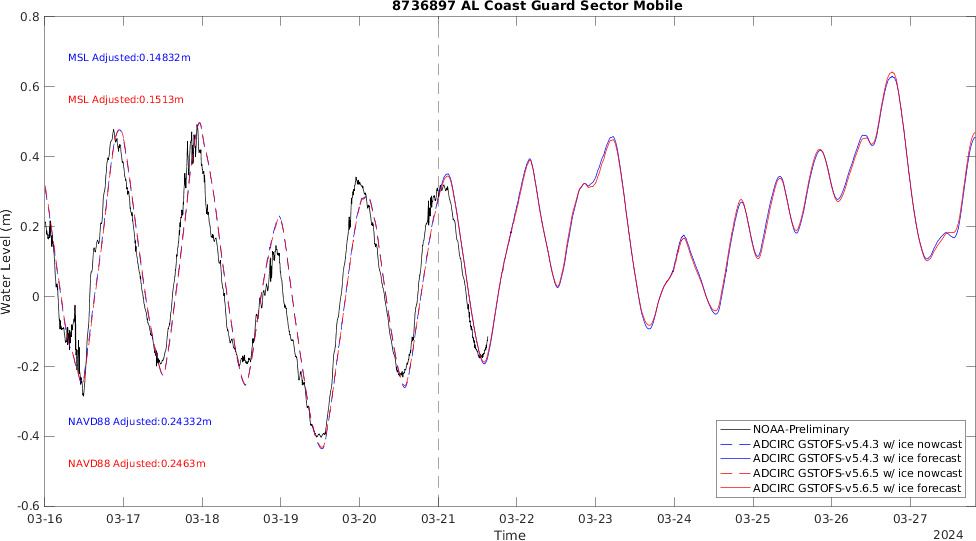 8736897 AL Coast Guard Sector Mobile
0.8
MSL Adjusted:0.14832m
0.6
MSL Adjusted:0.1513m
0.4
0.2
Water Level (m)
0
-0.2
-0.4
NAVD88 Adjusted:0.24332m
NAVD88 Adjusted:0.2463m
-0.6
NOAA-Preliminary
ADCIRC GSTOFS-v5.4.3 w/ ice nowcast
ADCIRC GSTOFS-v5.4.3 w/ ice forecast
ADCIRC GSTOFS-v5.6.5 w/ ice nowcast
ADCIRC GSTOFS-v5.6.5 w/ ice forecast
03-16 03-17 03-18 03-19 03-20 03-21 03-22 03-23 03-24 03-25 03-26 03-27
Time
2024